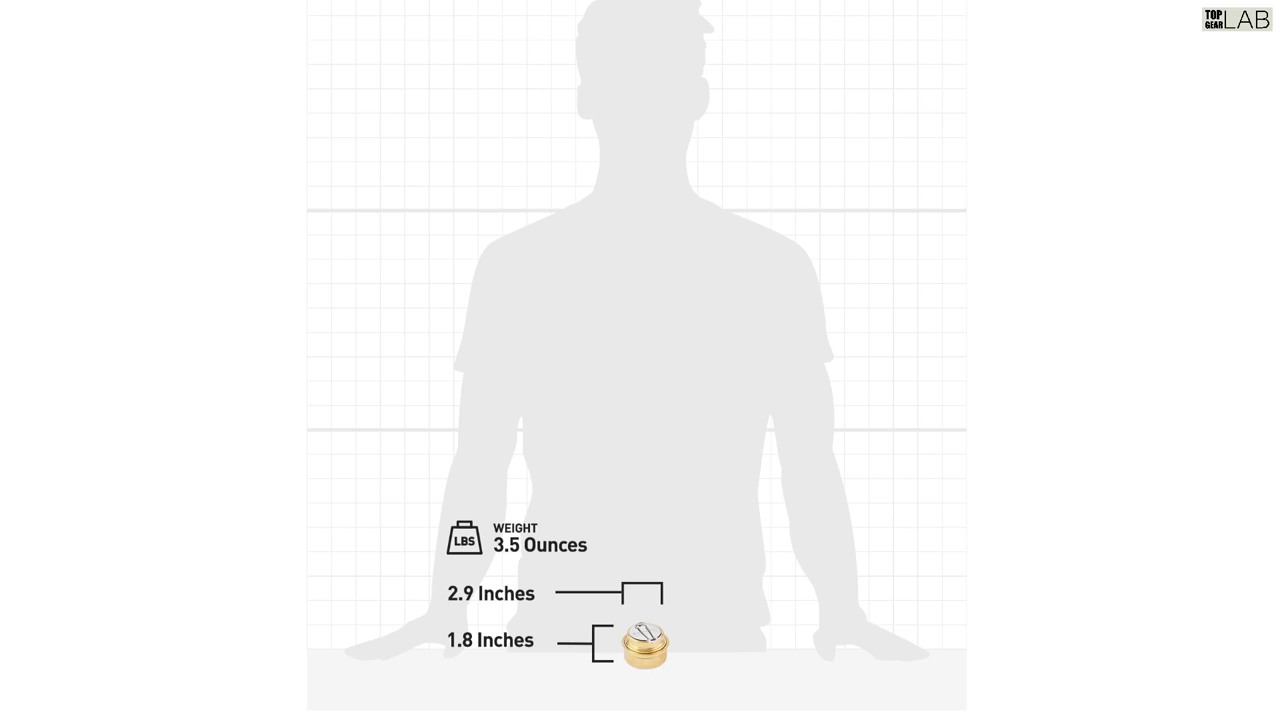 TOP
GEAR LAB
LBS
WEIGHT
3.5 Ounces
2.9 Inches
1.8 Inches